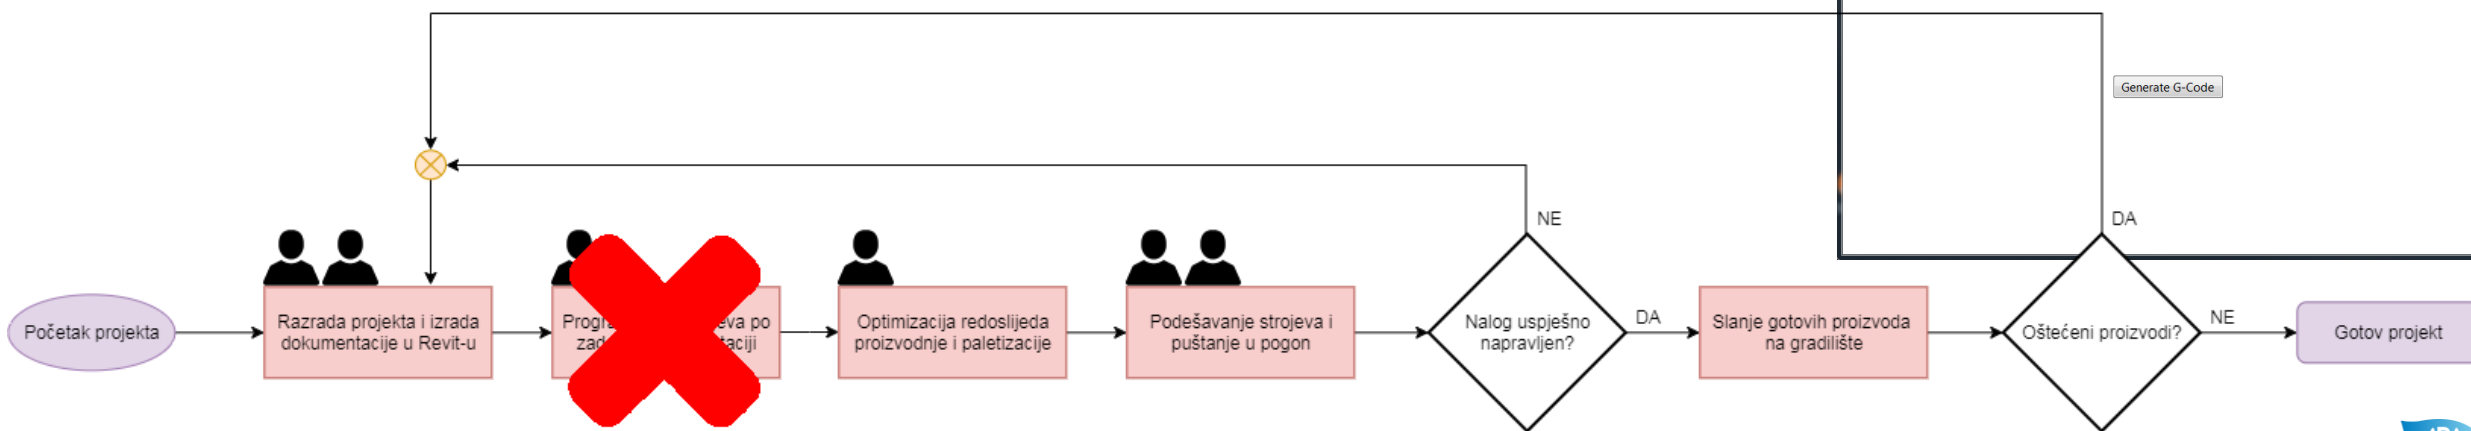 Generate G-Code
NE
DA
Početak projekta
Razrada projekta i izrada
dokumentacije u Revit-u
po
Optimizacija redoslijeda
proizvodnje i paletizacije
Podešavanje strojeva i
puštanje u pogon
Nalog uspješno
napravljen?
DA
Slanje gotovih proizvoda
na gradilište
Oštećeni proizvodi?
NE
Gotov projekt